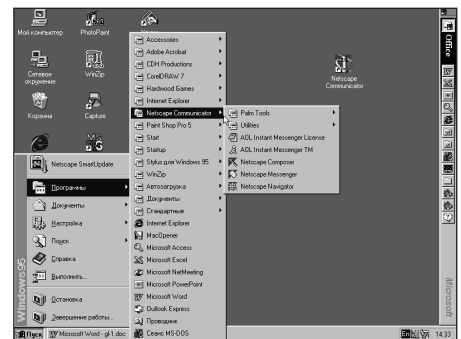 Мой компьютер
PhotoPaint
Office
Сетевое
окружение
WinZip
Netscape
Communicator
Корзина
Capture
Accessories
Adobe Acrobat
CDH Productions
CorelDRAW 7
Hardwood Games
Internet Explorer
Netscape Communicator
Paint Shop Pro 5
Start
Startup
Stylus для Windows 95
WinZip
Автозагрузка
Документы
Стандартные
Internet Explorer
MacOpener
Microsoft Access
Microsoft Excel
Microsoft NetMeeting
Microsoft PowerPoint
Microsoft Word
Outlook Express
Проводник
Сеанс MS-DOS
Palm Tools
Utilities
AOL Instant Messenger License
AOL Instant Messenger TM
Netscape Composer
Netscape Messenger
Netscape Navigator
Netscape SmartUpdate
Программы
Документы
Настройка
Поиск
Справка
Выполнить...
Остановка
Завершение работы...
Windows95
Microsoft
Пуск
Microsoft Word - gl-1.doc
En
14:33